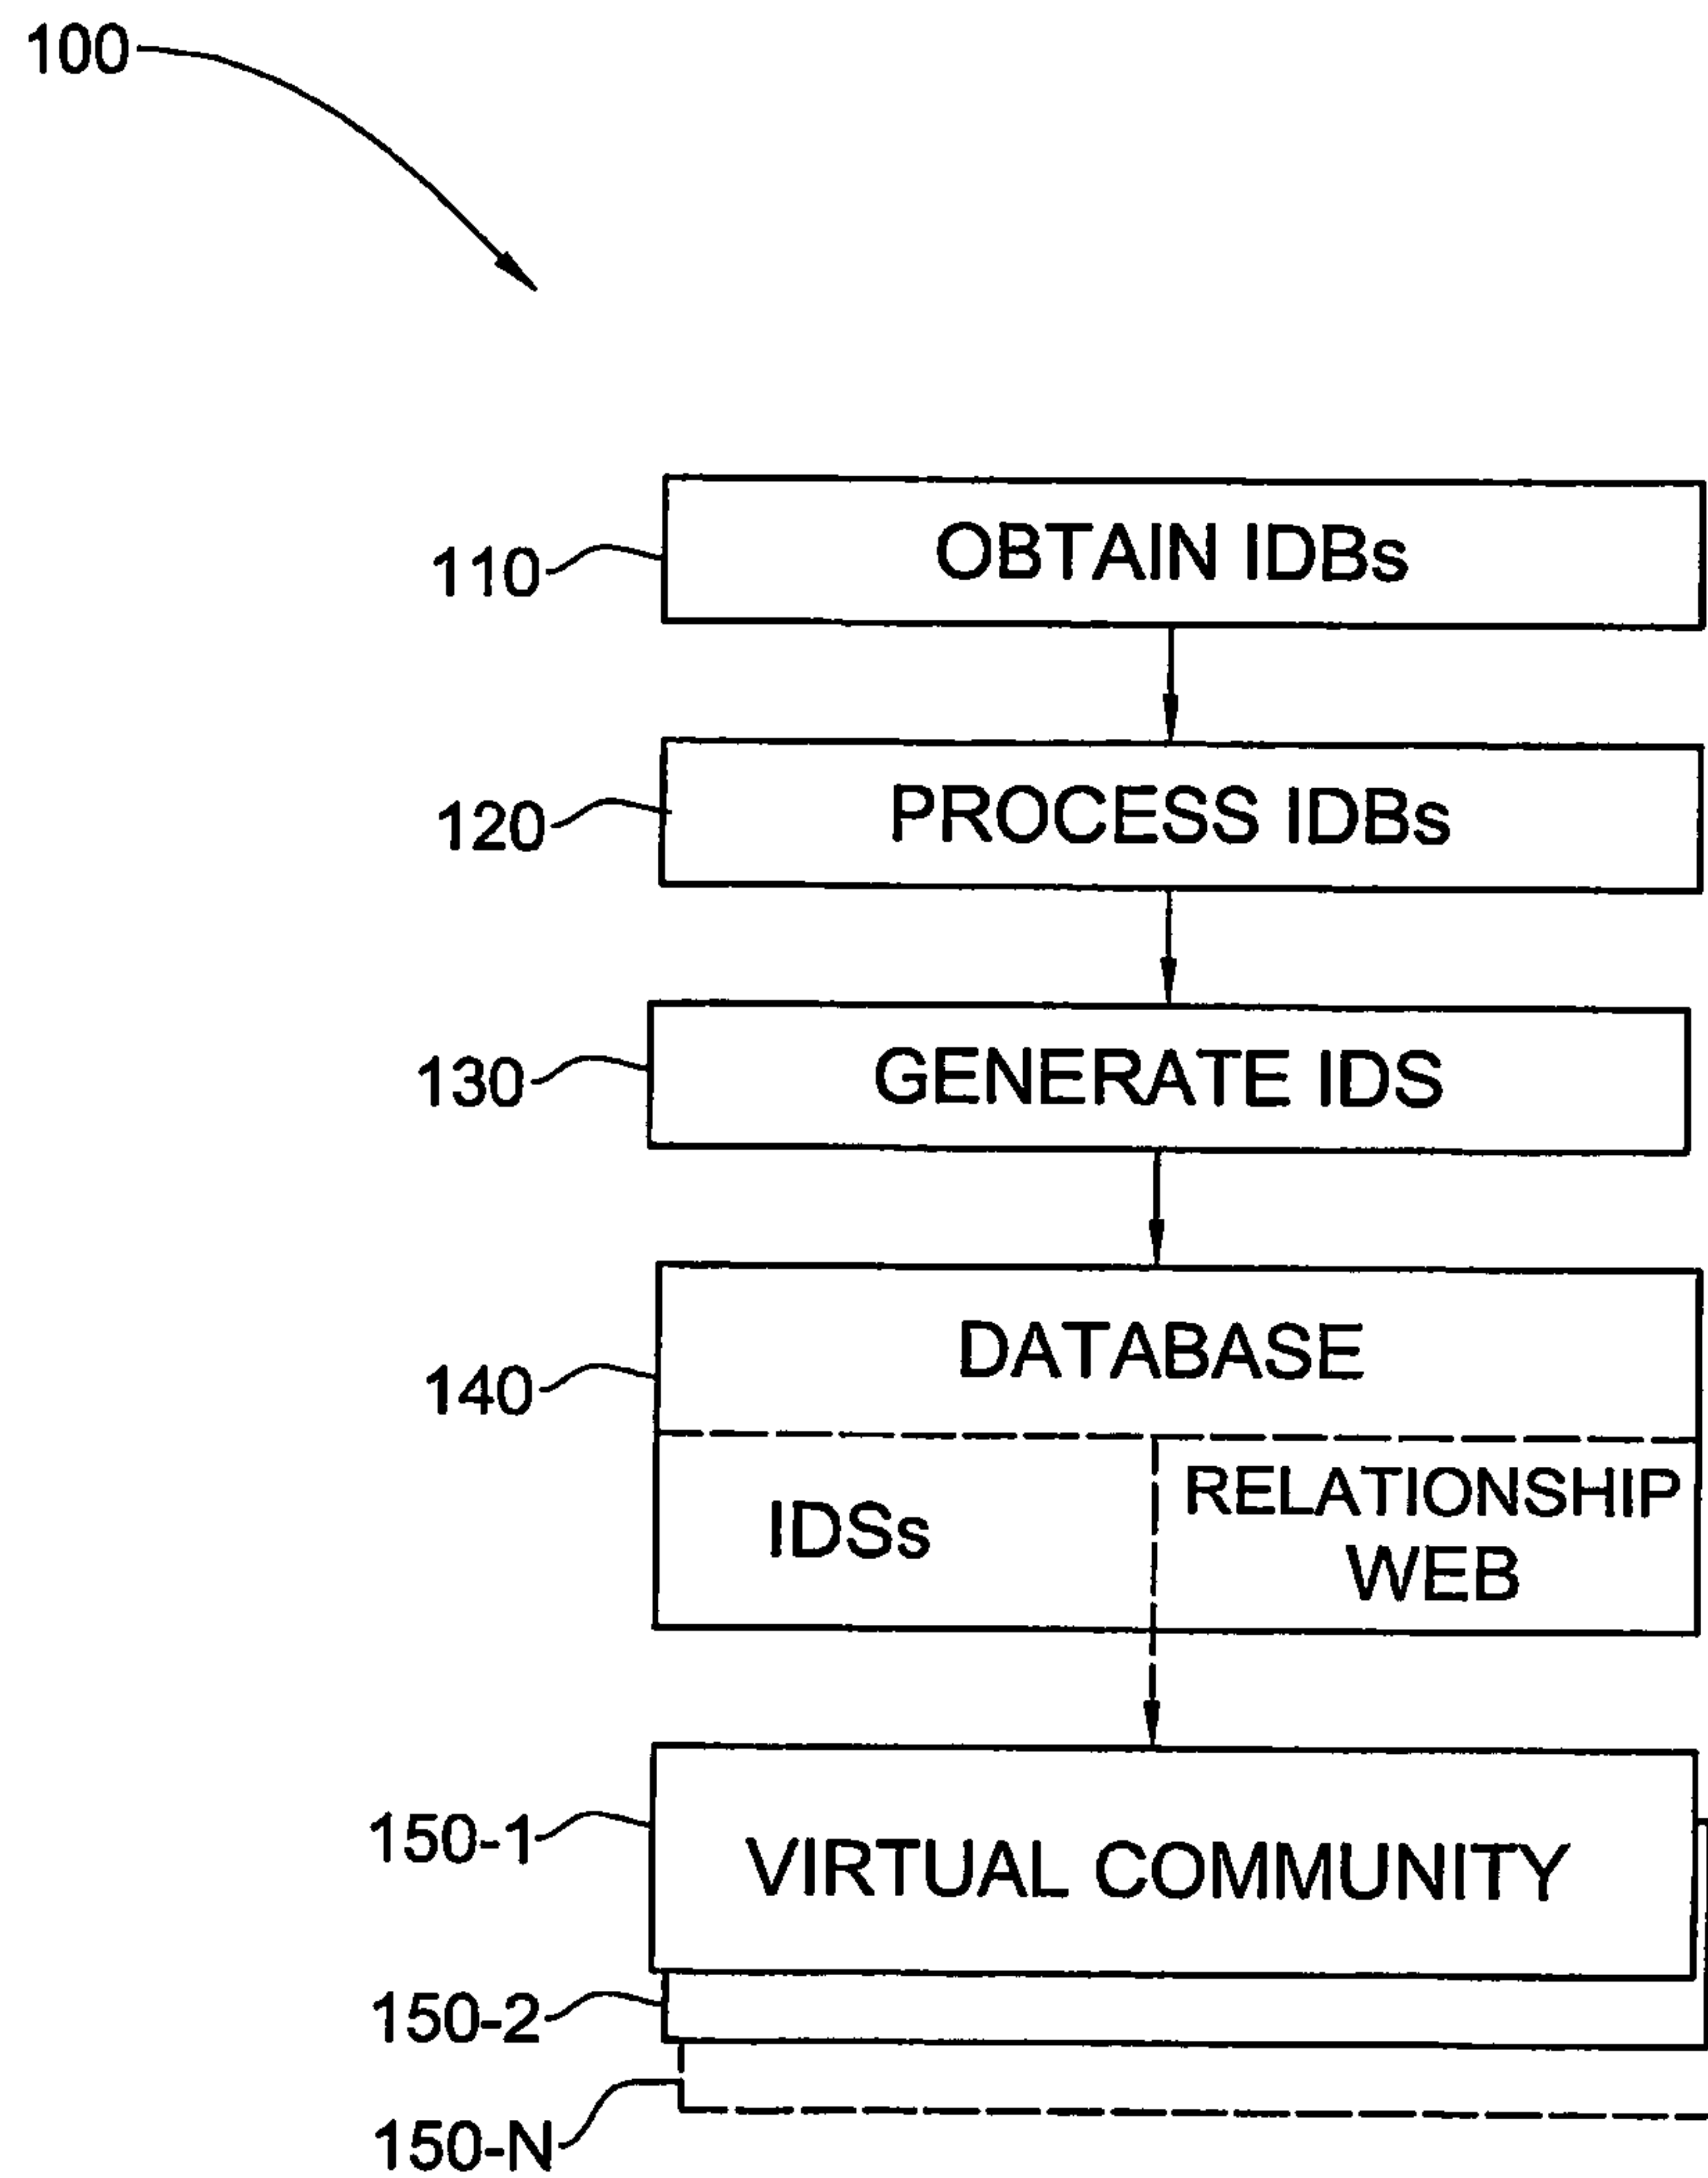 100
110
OBTAIN IDBs
120
PROCESS IDBs
130
GENERATE IDS
140
DATABASE
IDSs
RELATIONSHIP
WEB
150-1
VIRTUAL COMMUNITY
150-2
150-N